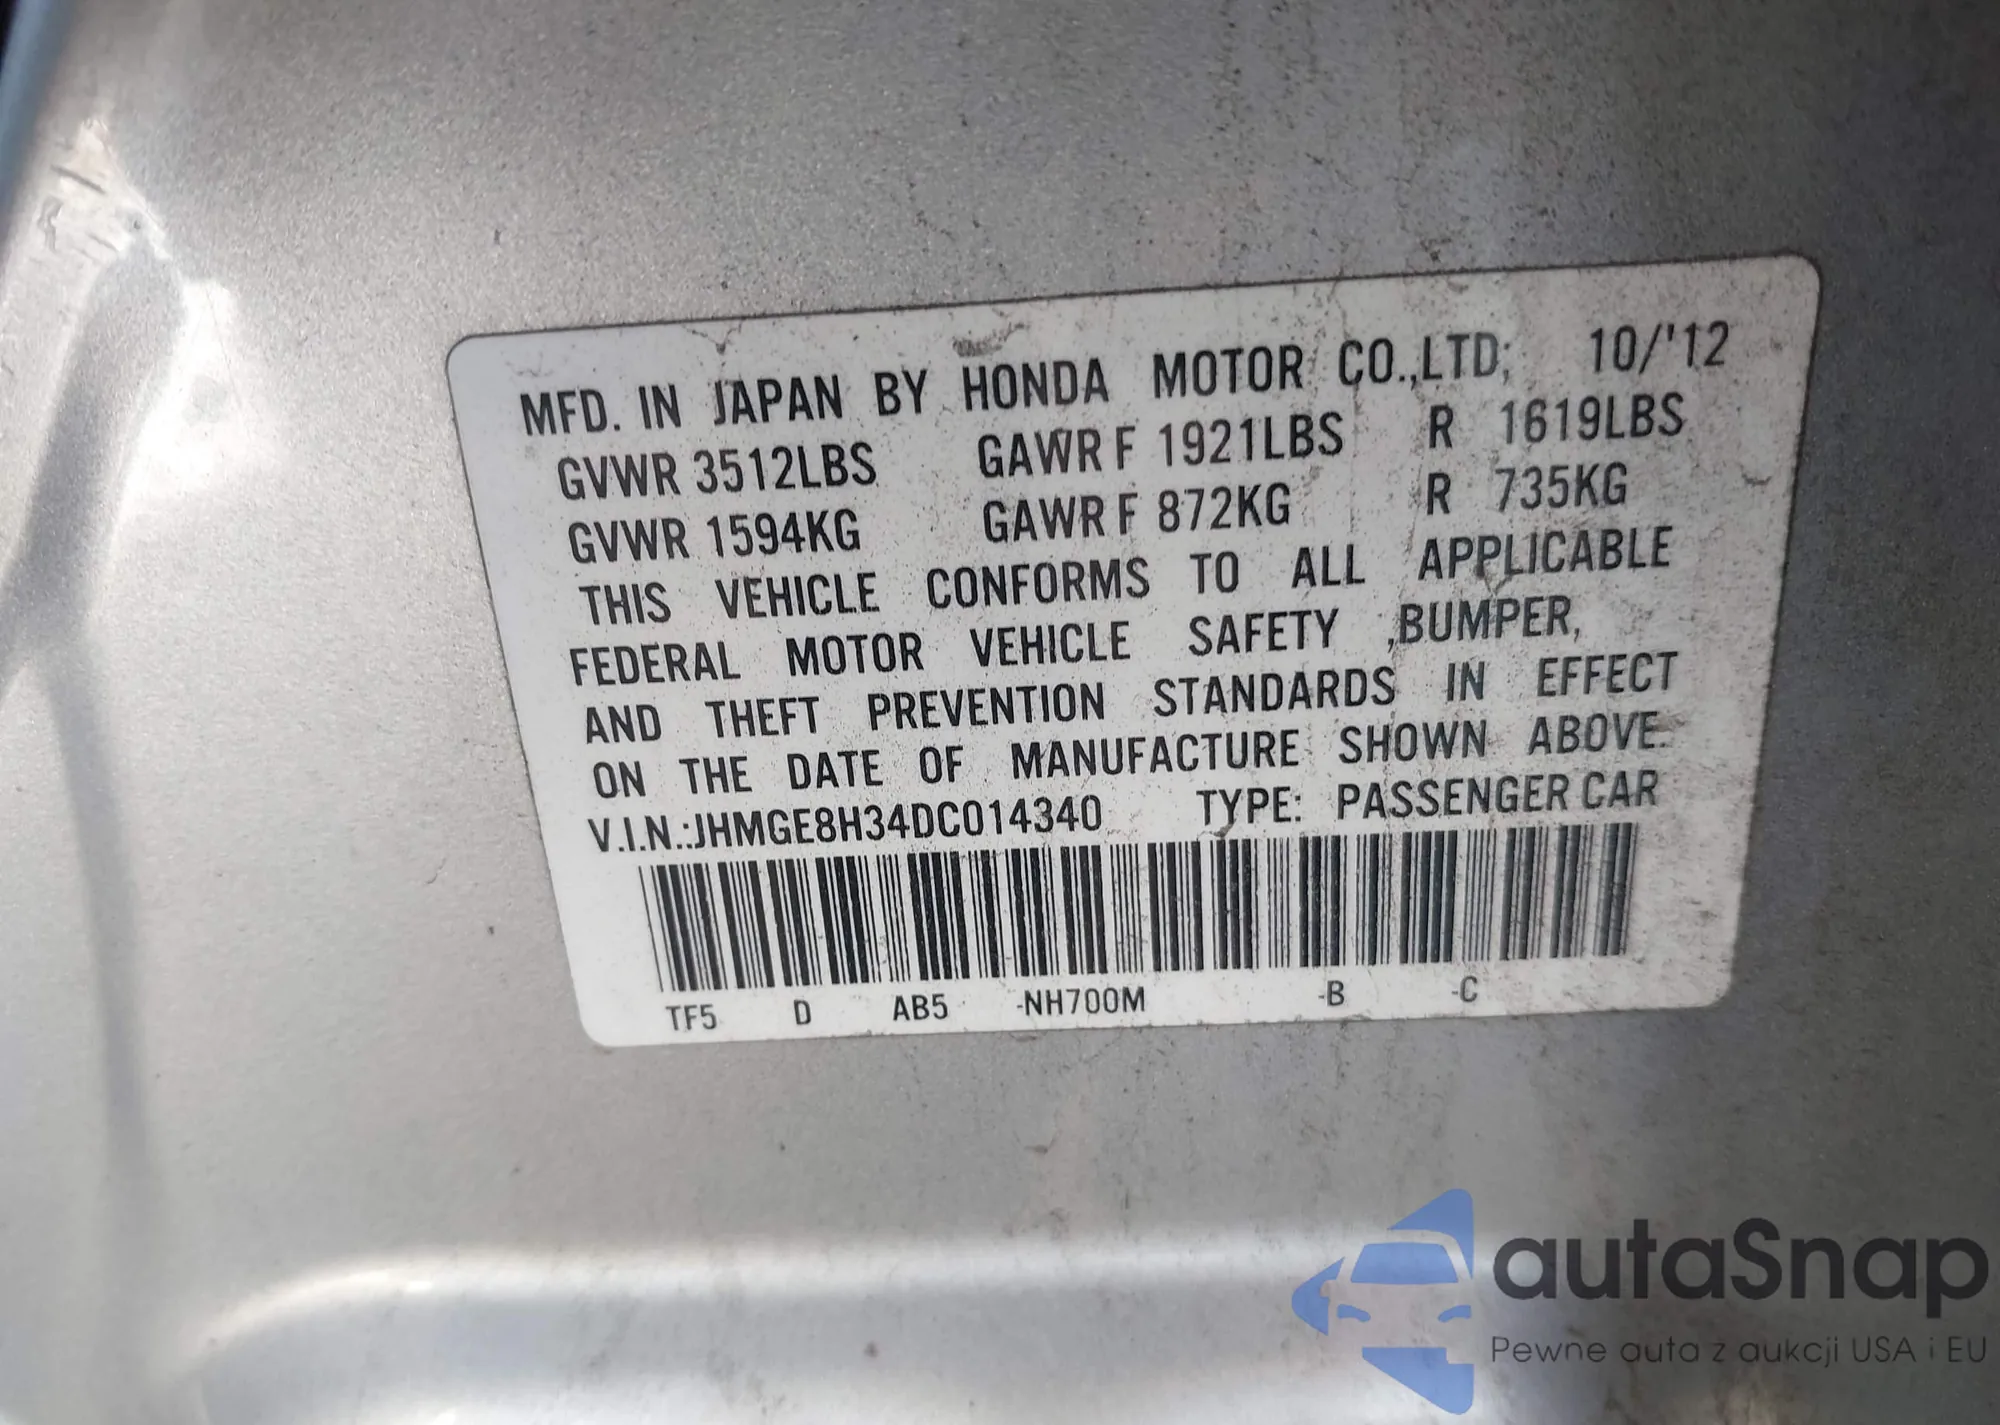 MFD. IN JAPAN BY HONDA MOTOR CO.,LTD; 10/'12
GVWR 3512LBS GAWR F 1921LBS R 1619LBS
GVWR 1594KG GAWR F 872KG R 735KG
THIS VEHICLE CONFORMS TO ALL APPLICABLE
FEDERAL MOTOR VEHICLE SAFETY ,BUMPER,
AND THEFT PREVENTION STANDARDS IN EFFECT
ON THE DATE OF MANUFACTURE SHOWN ABOVE.
V.I.N.:JHMGE8H34DC014340 TYPE: PASSENGER CAR
TF5 D AB5 -NH700M -B -C
autaSnap
Pewne auta z aukcji USA i EU